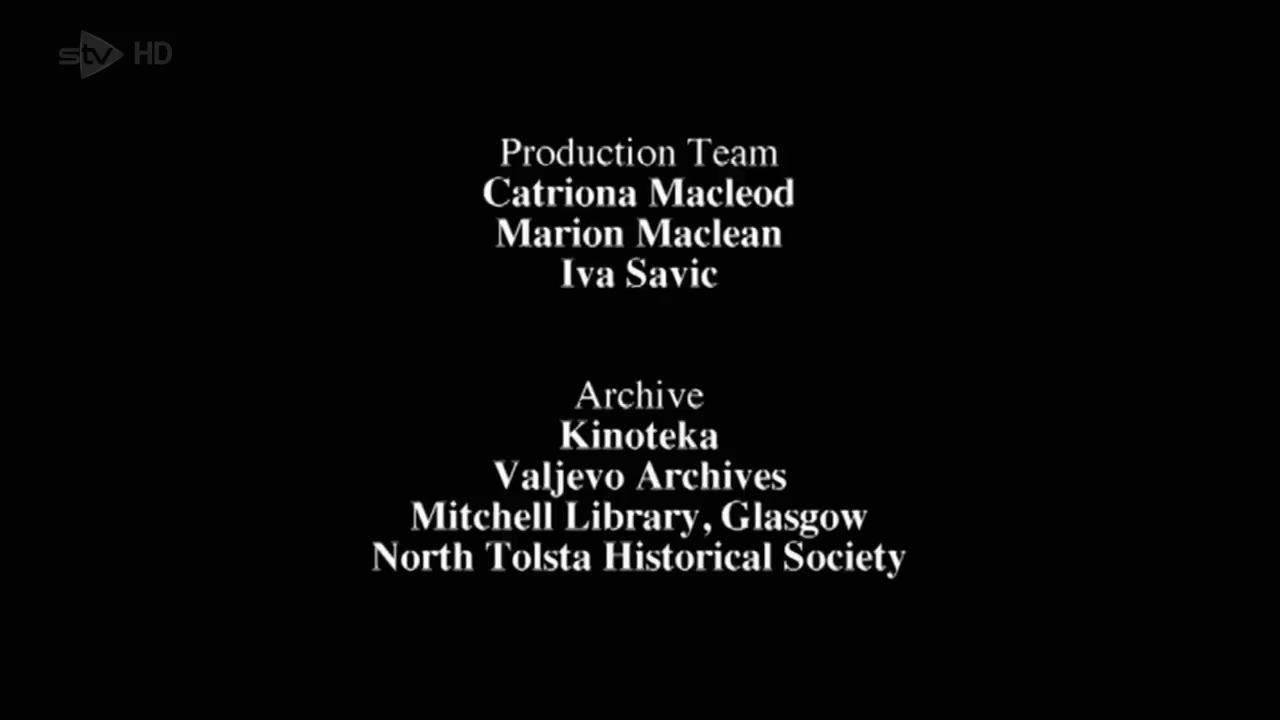 stv HD
Production Team
Catriona Macleod
Marion Maclean
Iva Savic
Archive
Kinoteka
Valjevo Archives
Mitchell Library, Glasgow
North Tolsta Historical Society